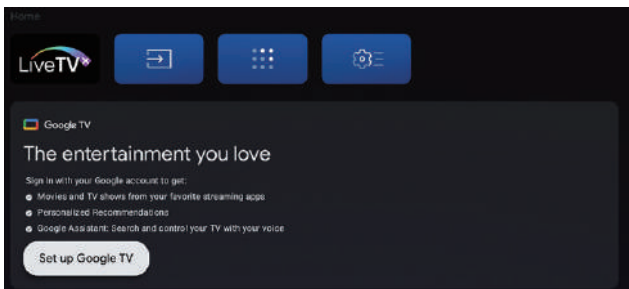 Home
LiveTV
Google TV
The entertainment you love
Sign in with your Google account to get:
Movies and TV shows from your favorite streaming apps
Personalized Recommendations
Google Assistant: Search and control your TV with your voice
Set up Google TV